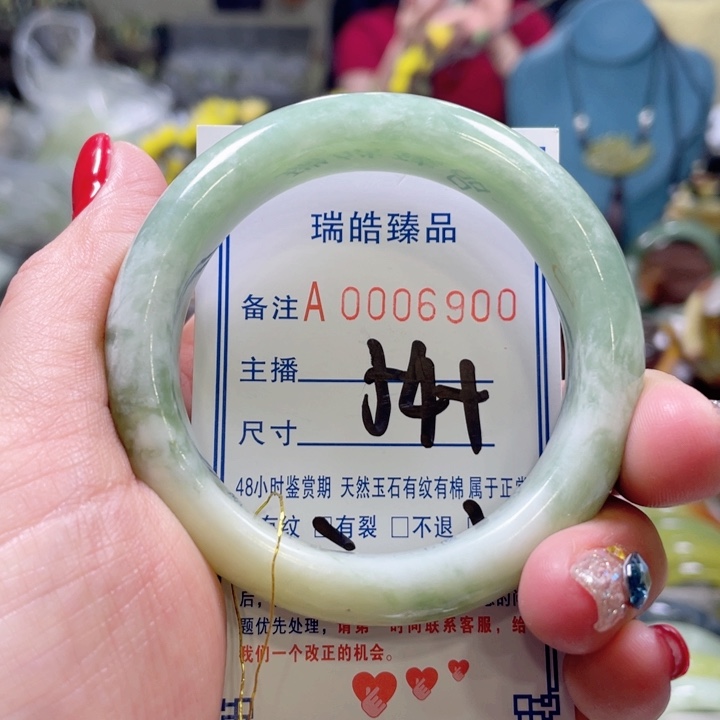 瑞皓臻品
备注 A 0006900
主播
尺寸
48小时鉴赏期 天然玉石有纹有棉 属于正常
有纹 □有裂 □不退
后，
题优先处理，请第一时间联系客服，给
我们一个改正的机会。